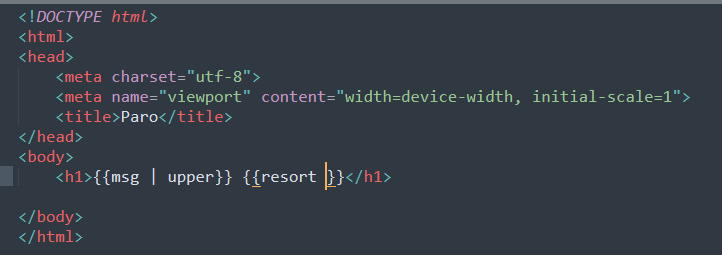 <!DOCTYPE html>
<html>
<head>
    <meta charset="utf-8">
    <meta name="viewport" content="width=device-width, initial-scale=1">
    <title>Paro</title>
</head>
<body>
    <h1>{{msg | upper}} {{resort }}</h1>

</body>
</html>